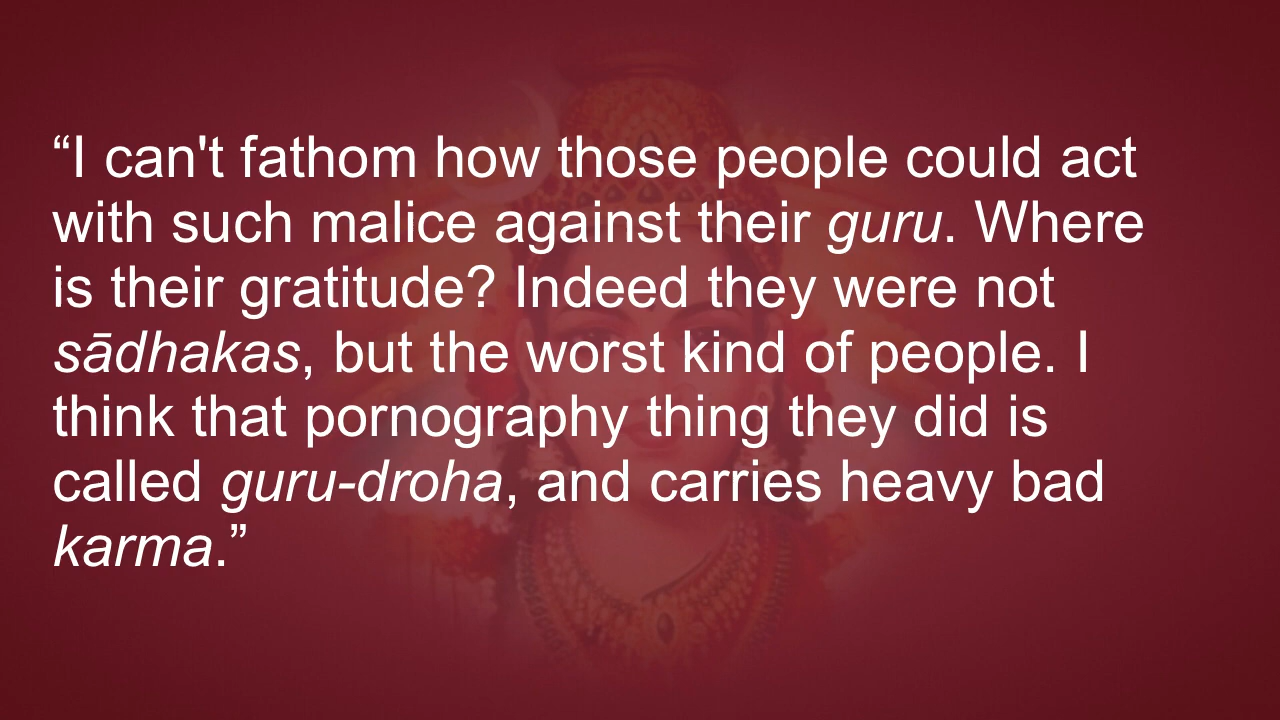 “I can't fathom how those people could act
with such malice against their guru. Where
is their gratitude? Indeed they were not
sādhakas, but the worst kind of people. I
think that pornography thing they did is
called guru-droha, and carries heavy bad
karma.”